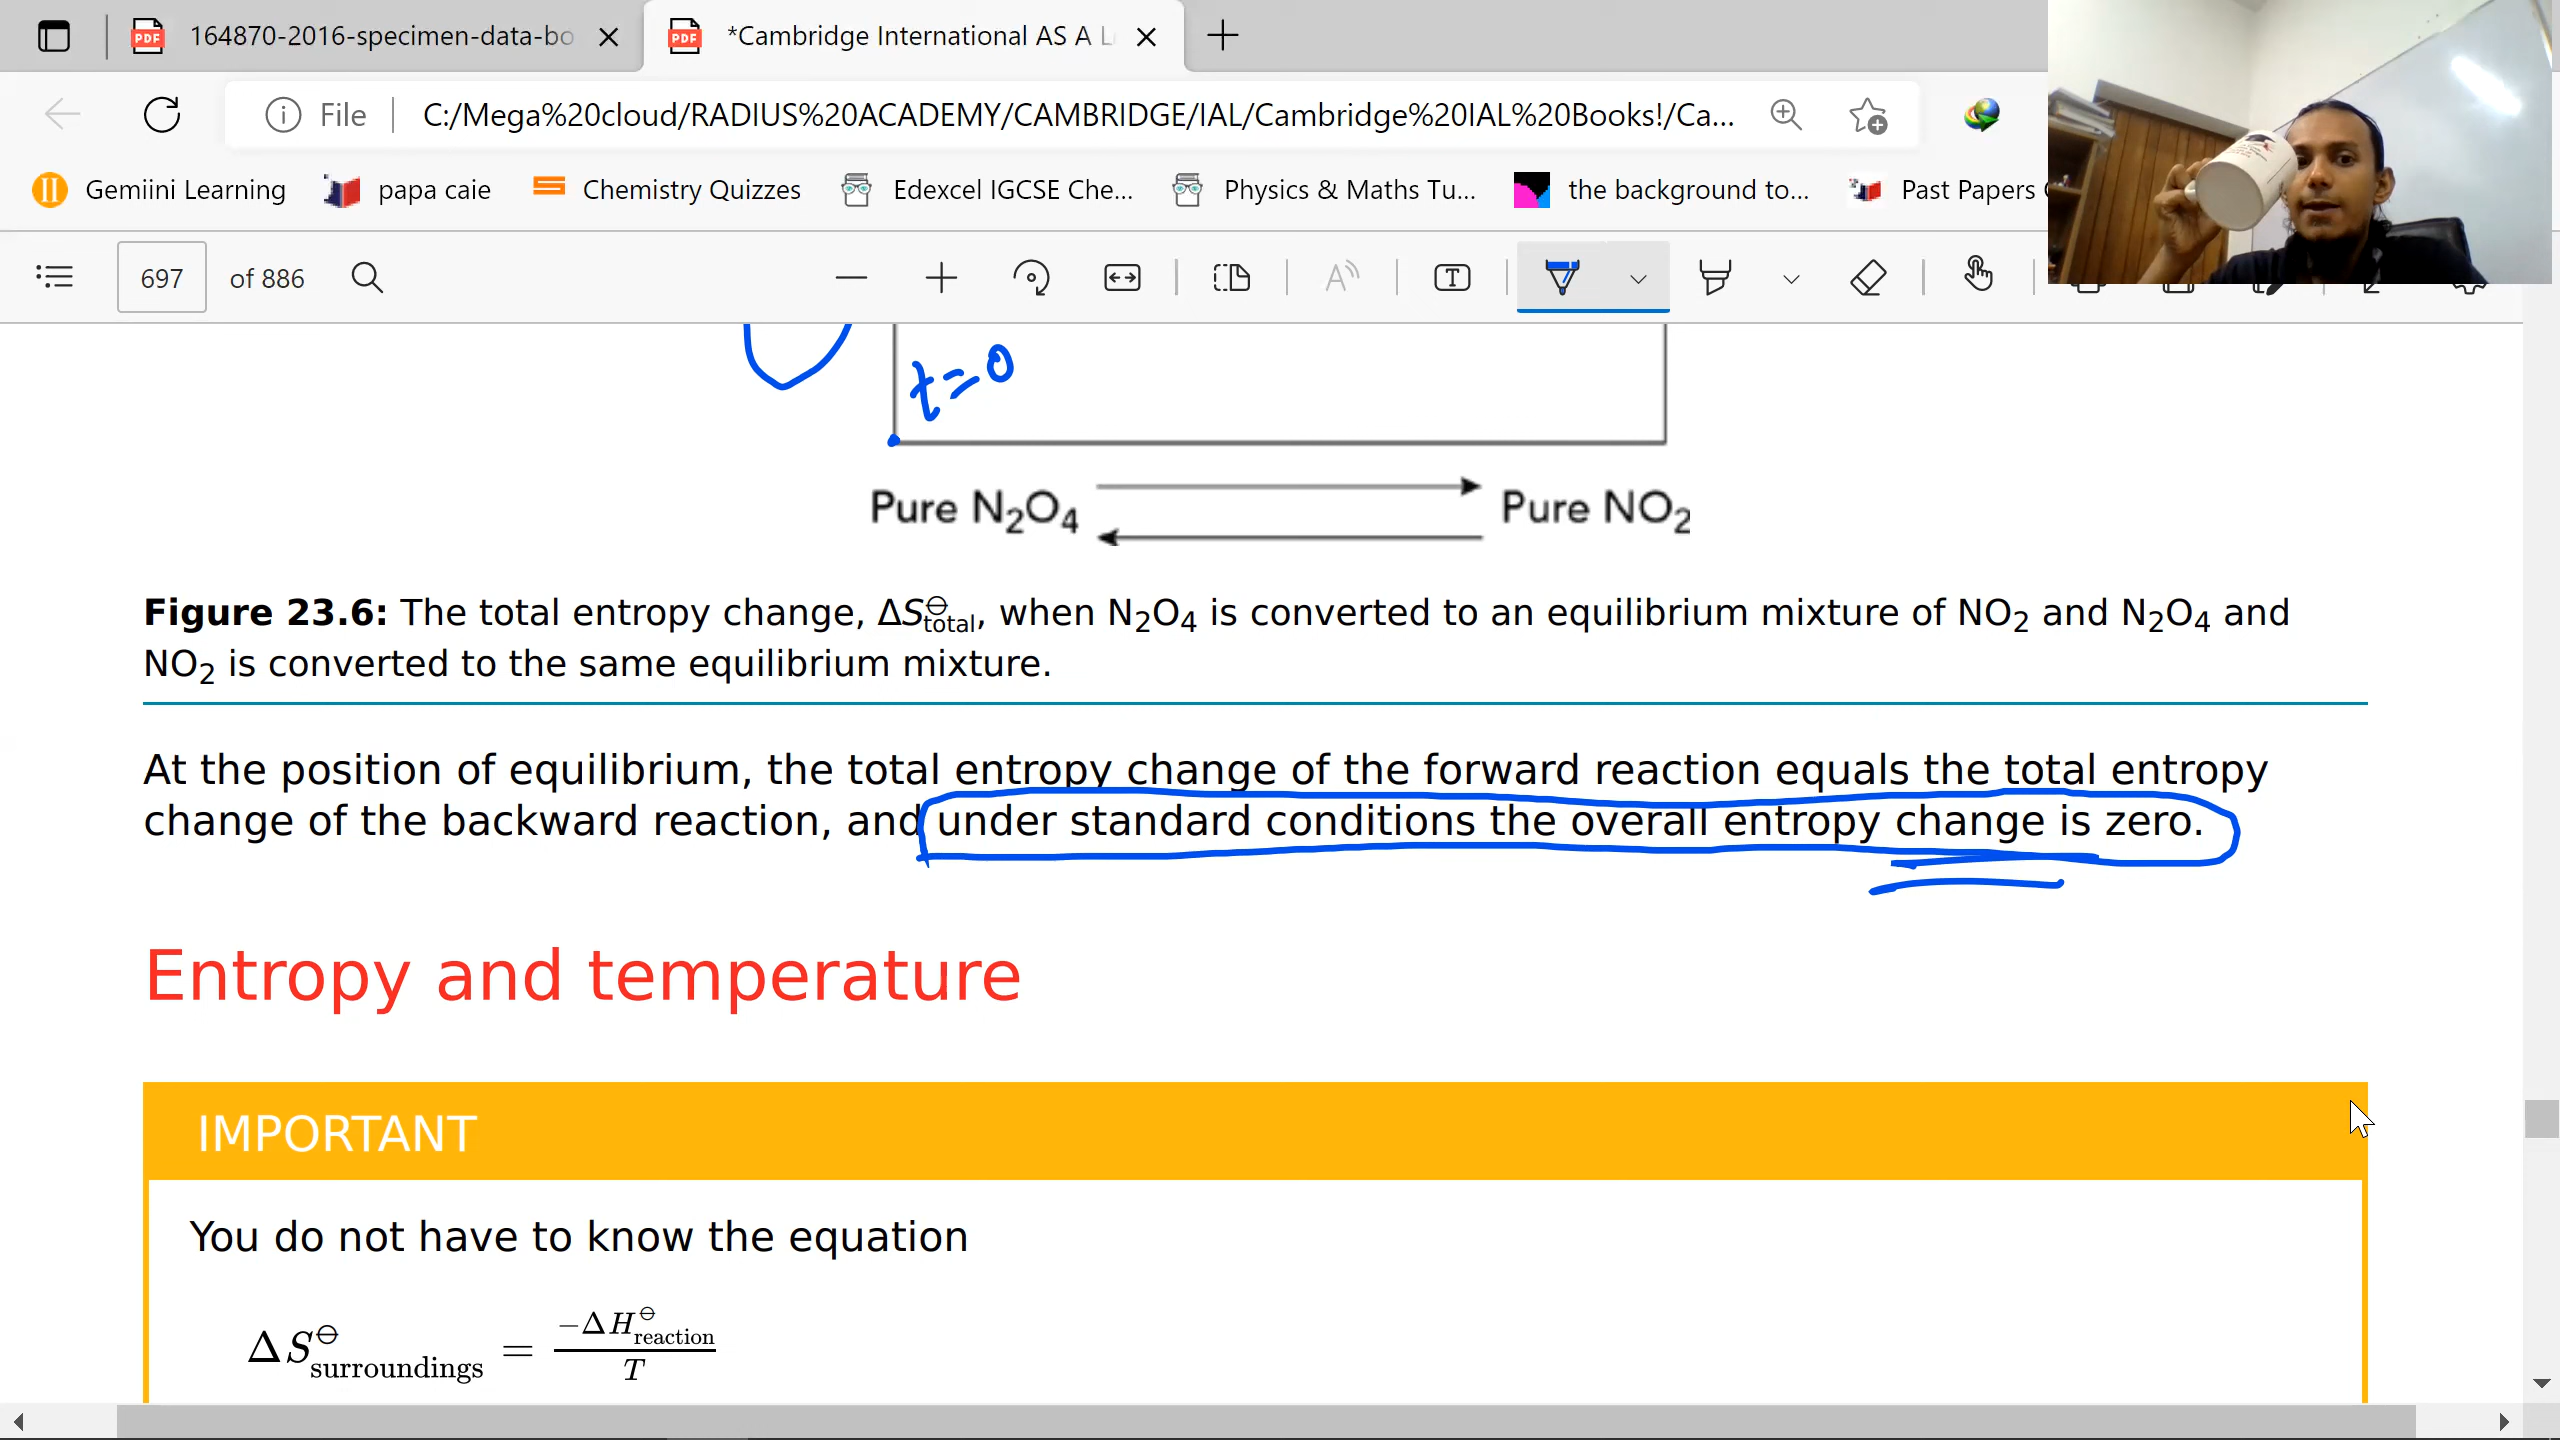 164870-2016-specimen-data-bo
*Cambridge International AS A L
File
C:/Mega%20cloud/RADIUS%20ACADEMY/CAMBRIDGE/IAL/Cambridge%20IAL%20Books!/Ca...
Gemiini Learning papa caie Chemistry Quizzes Edexcel IGCSE Che... Physics & Maths Tu... the background to... Past Papers
697 of 886
t=0
Pure N₂O₄ Pure NO₂
Figure 23.6: The total entropy change, ΔS⦵total, when N₂O₄ is converted to an equilibrium mixture of NO₂ and N₂O₄ and
NO₂ is converted to the same equilibrium mixture.
At the position of equilibrium, the total entropy change of the forward reaction equals the total entropy
change of the backward reaction, and under standard conditions the overall entropy change is zero.
Entropy and temperature
IMPORTANT
You do not have to know the equation
ΔS⦵surroundings = −ΔH⦵reaction / T